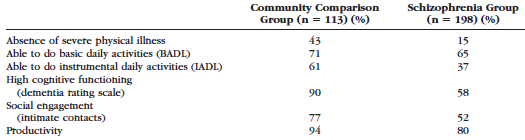 Community Comparison Schizophrenia Group
Group (n = 113) (%) (n = 198) (%)
Absence of severe physical illness 43 15
Able to do basic daily activities (BADL) 71 65
Able to do instrumental daily activities (IADL) 61 37
High cognitive functioning
(dementia rating scale) 90 58
Social engagement
(intimate contacts) 77 52
Productivity 94 80